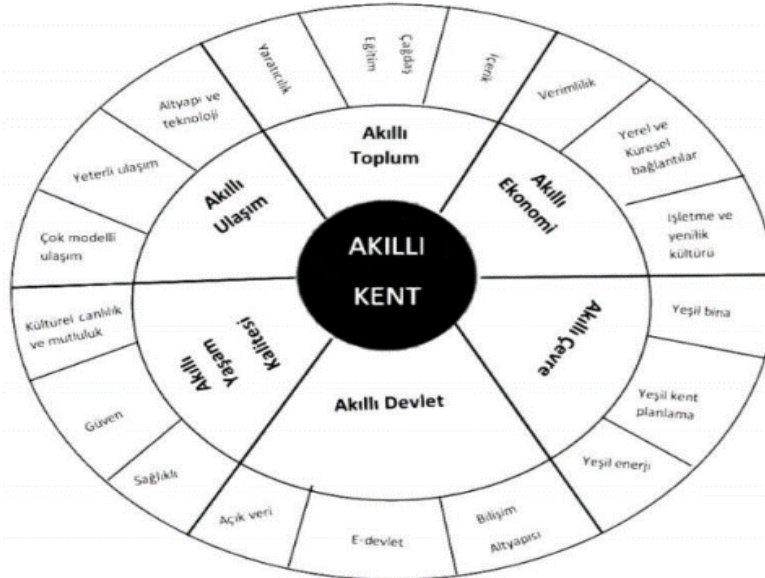 AKILLI
KENT
Akıllı
Toplum
Yaratıcılık
Çağdaş
Eğitim
İçerik
Akıllı
Ekonomi
Verimlilik
Yerel ve
Küresel
bağlantılar
İşletme ve
yenilik
kültürü
Akıllı Çevre
Yeşil bina
Yeşil kent
planlama
Yeşil enerji
Akıllı Devlet
Bilişim
Altyapısı
E-devlet
Açık veri
Akıllı
Yaşam
Kalitesi
Sağlıklı
Güven
Kültürel canlılık
ve mutluluk
Akıllı
Ulaşım
Çok modelli
ulaşım
Yeterli ulaşım
Altyapı ve
teknoloji